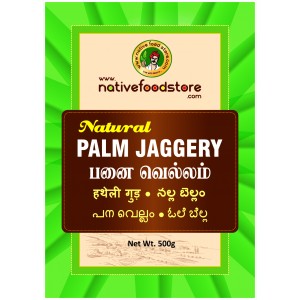 www.
nativefoodstore
.com
Natural
PALM JAGGERY
பனை வெல்லம்
हथेली गुड़ • నల్ల బెల్లం
പന വെല്ലം • ಓಲೆ ಬೆಲ್ಲ
Net Wt. 500g